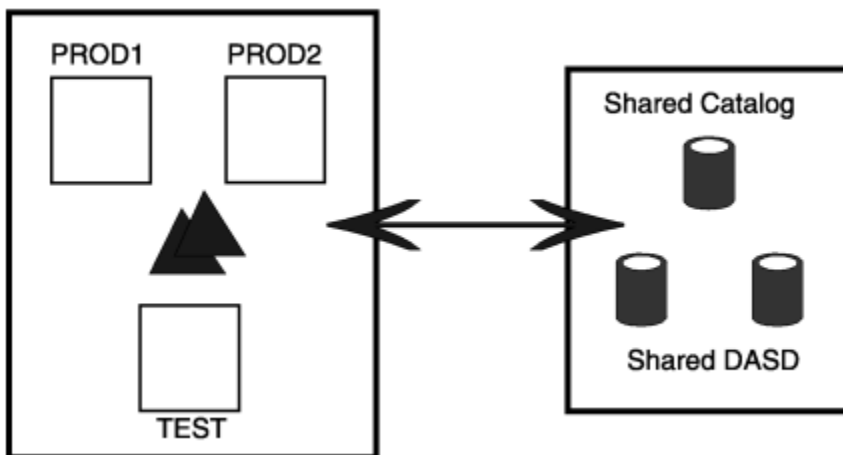 PROD1
PROD2
TEST
Shared Catalog
Shared DASD